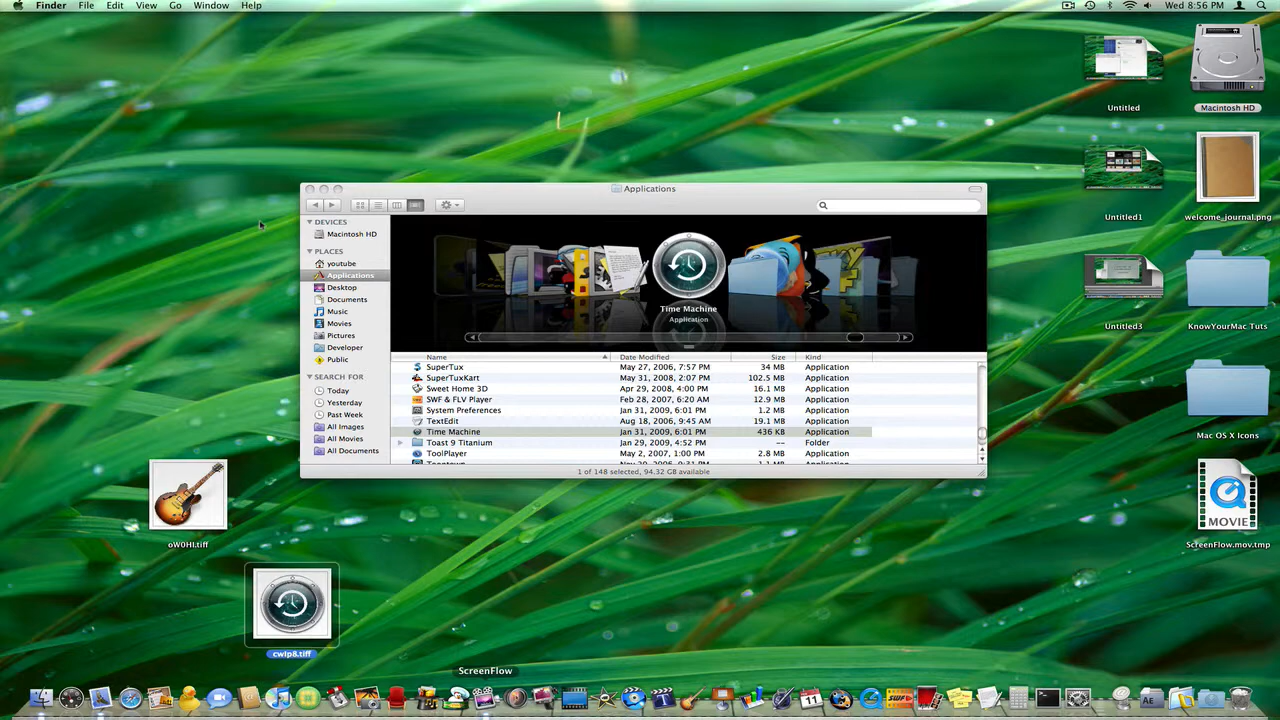 Finder File Edit View Go Window Help
Wed 8:56 PM
Untitled
Macintosh HD
Untitled1
welcome_journal.png
Untitled3
KnowYourMac Tuts
Mac OS X Icons
MOVIE
ScreenFlow.mov.tmp
Applications
DEVICES
Macintosh HD
PLACES
youtube
Applications
Desktop
Documents
Music
Movies
Pictures
Developer
Public
SEARCH FOR
Today
Yesterday
Past Week
All Images
All Movies
All Documents
Time Machine
Application
Name Date Modified Size Kind
SuperTux May 27, 2006, 7:57 PM 34 MB Application
SuperTuxKart May 31, 2008, 2:07 PM 102.5 MB Application
Sweet Home 3D Apr 29, 2008, 4:00 PM 16.1 MB Application
SWF & FLV Player Feb 28, 2007, 6:20 AM 12.9 MB Application
System Preferences Jan 31, 2009, 6:01 PM 1.2 MB Application
TextEdit Aug 18, 2006, 9:45 AM 19.1 MB Application
Time Machine Jan 31, 2009, 6:01 PM 436 KB Application
Toast 9 Titanium Jan 29, 2009, 4:52 PM -- Folder
ToolPlayer May 2, 2007, 1:00 PM 2.8 MB Application
1 of 148 selected, 94.32 GB available
oW0HI.tiff
cwIp8.tiff
ScreenFlow